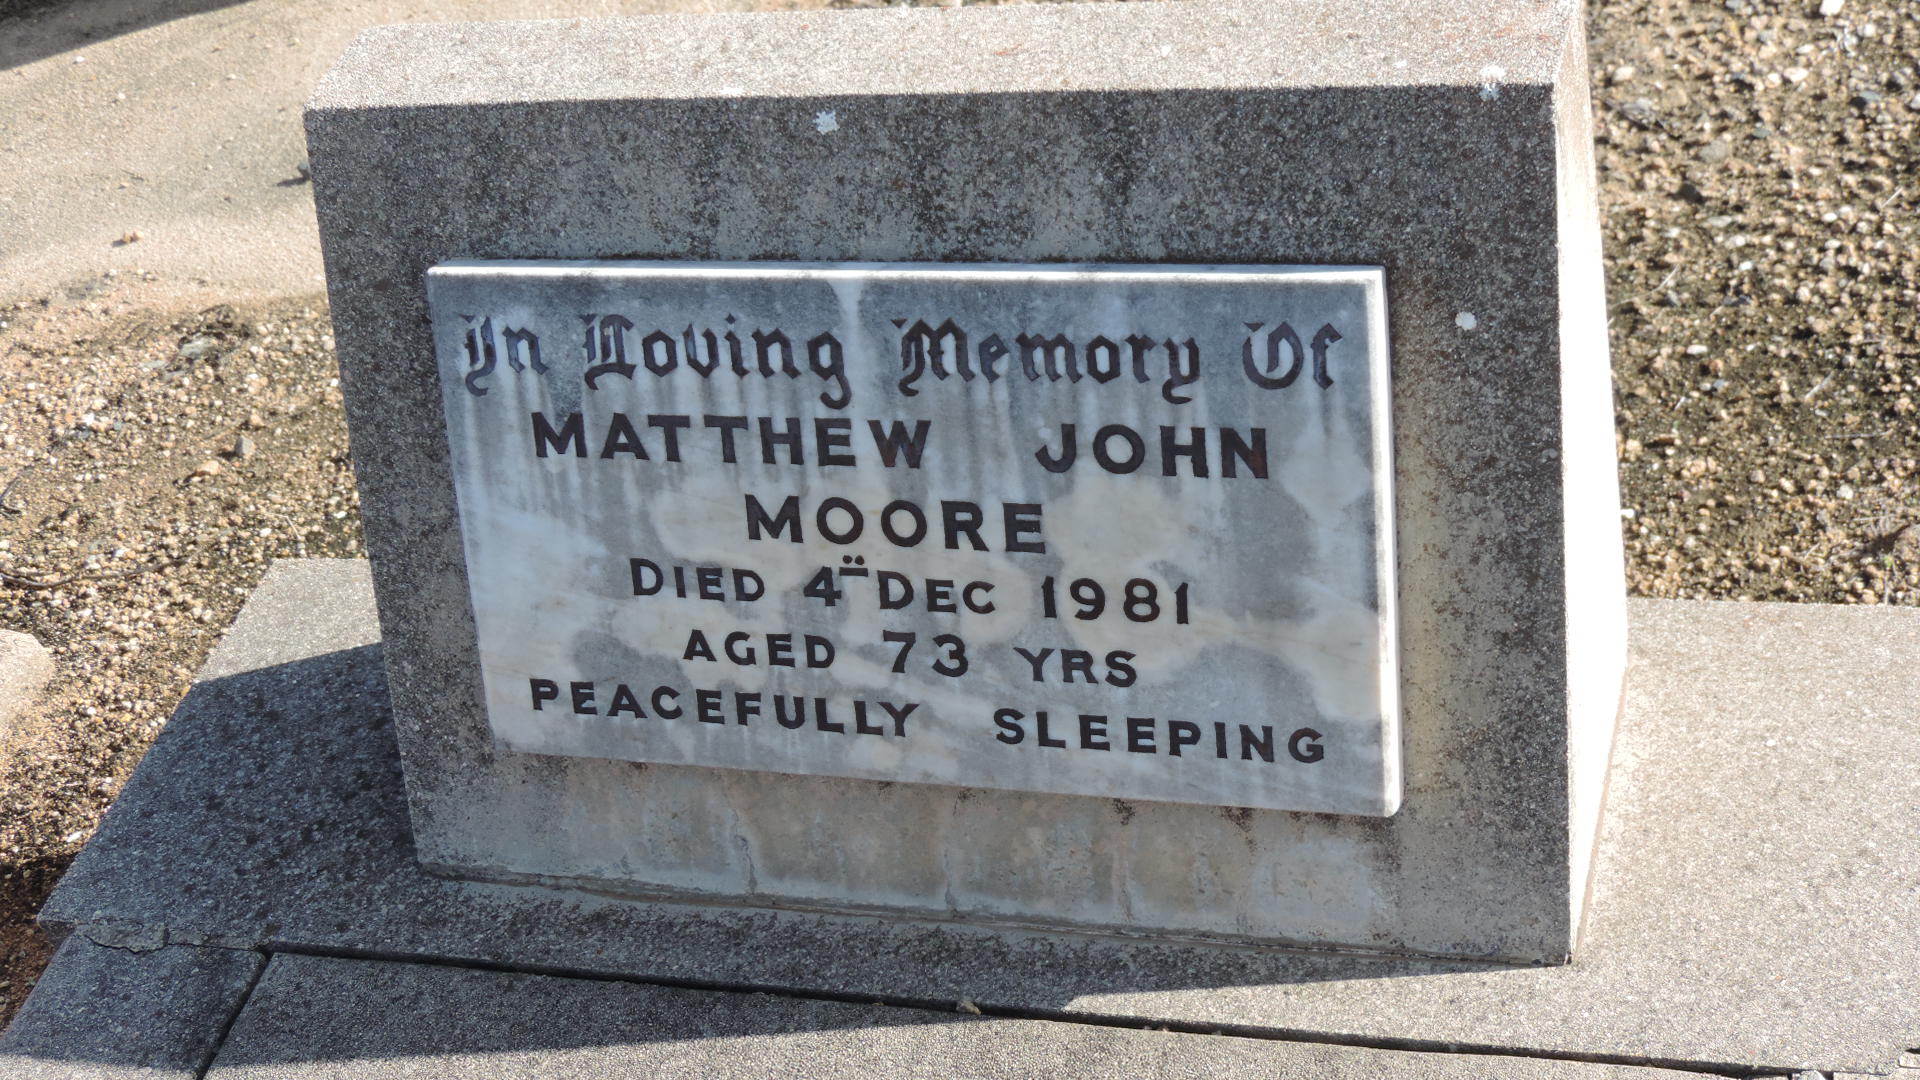 In Loving Memory Of
MATTHEW JOHN
MOORE
DIED 4TH DEC 1981
AGED 73 YRS
PEACEFULLY SLEEPING